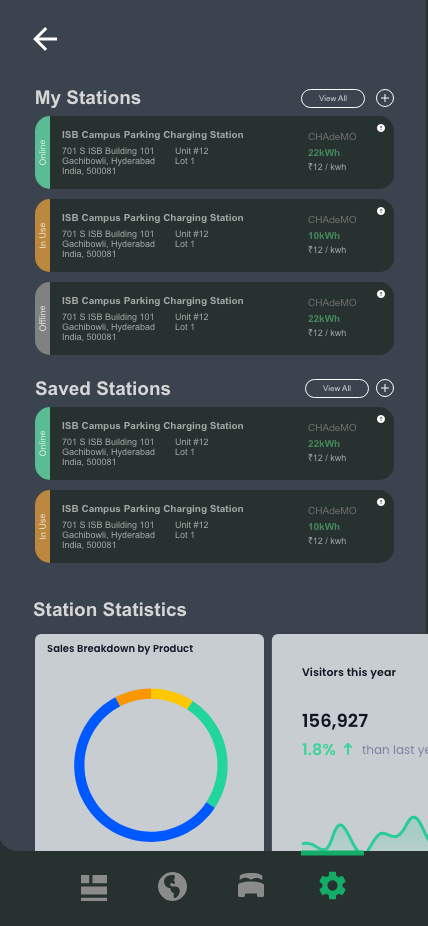 My Stations
View All
Online
ISB Campus Parking Charging Station
701 S ISB Building 101
Gachibowli, Hyderabad
India, 500081
Unit #12
Lot 1
CHAdeMO
22kWh
₹12 / kwh
In Use
ISB Campus Parking Charging Station
701 S ISB Building 101
Gachibowli, Hyderabad
India, 500081
Unit #12
Lot 1
CHAdeMO
10kWh
₹12 / kwh
Offline
ISB Campus Parking Charging Station
701 S ISB Building 101
Gachibowli, Hyderabad
India, 500081
Unit #12
Lot 1
CHAdeMO
22kWh
₹12 / kwh
Saved Stations
View All
Online
ISB Campus Parking Charging Station
701 S ISB Building 101
Gachibowli, Hyderabad
India, 500081
Unit #12
Lot 1
CHAdeMO
22kWh
₹12 / kwh
In Use
ISB Campus Parking Charging Station
701 S ISB Building 101
Gachibowli, Hyderabad
India, 500081
Unit #12
Lot 1
CHAdeMO
10kWh
₹12 / kwh
Station Statistics
Sales Breakdown by Product
Visitors this year
156,927
1.8% ↑ than last ye